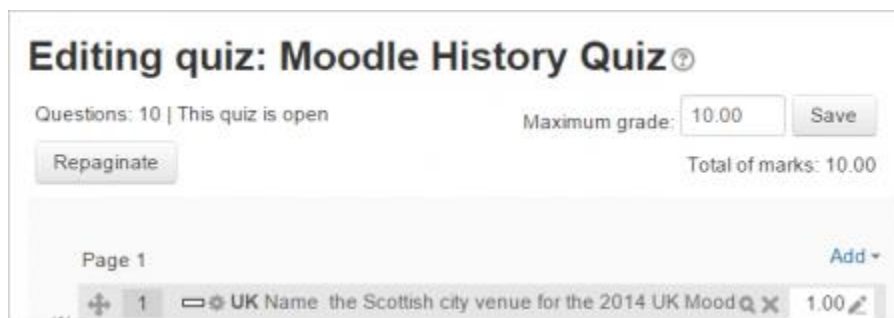 Editing quiz: Moodle History Quiz
Questions: 10 | This quiz is open
Maximum grade: 10.00 Save
Repaginate
Total of marks: 10.00
Page 1
Add
1 UK Name the Scottish city venue for the 2014 UK Mood 1.00